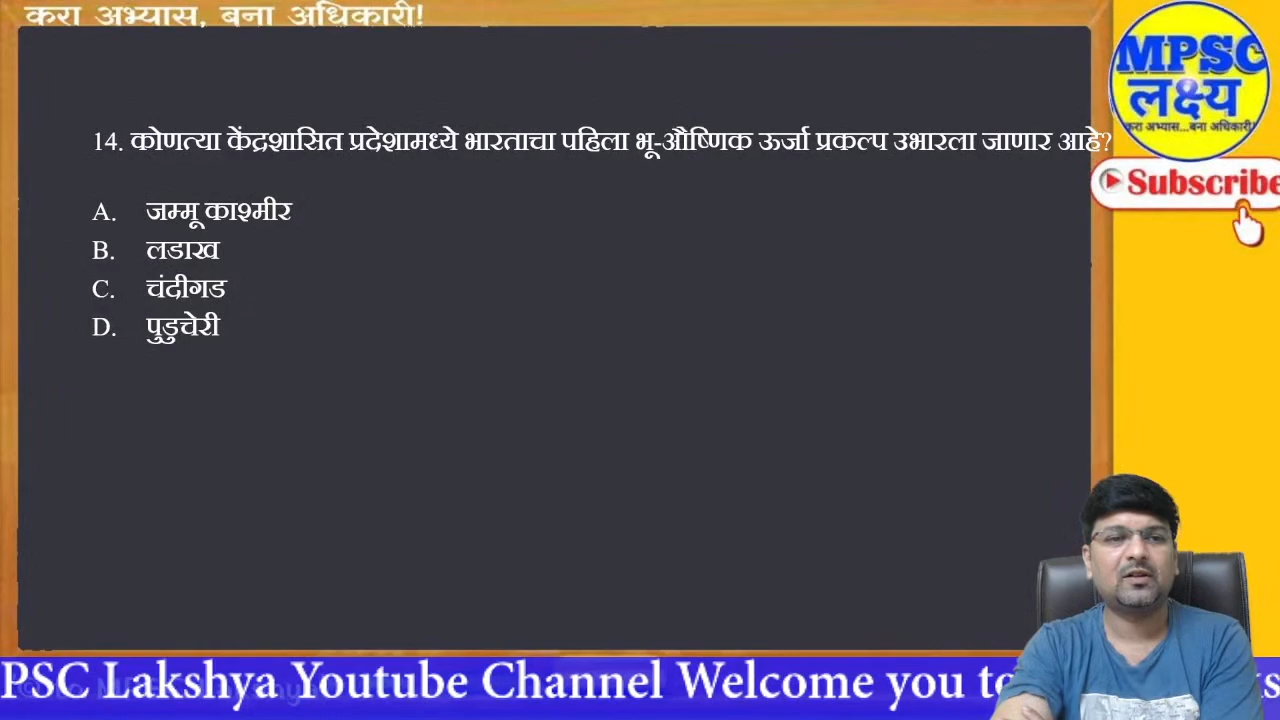 करा अभ्यास, बना अधिकारी!
MPSC
लक्ष्य
करा अभ्यास...बना अधिकारी!
Subscribe
14. कोणत्या केंद्रशासित प्रदेशामध्ये भारताचा पहिला भू-औष्णिक ऊर्जा प्रकल्प उभारला जाणार आहे?
A. जम्मू काश्मीर
B. लडाख
C. चंदीगड
D. पुडुचेरी
PSC Lakshya Youtube Channel Welcome you to